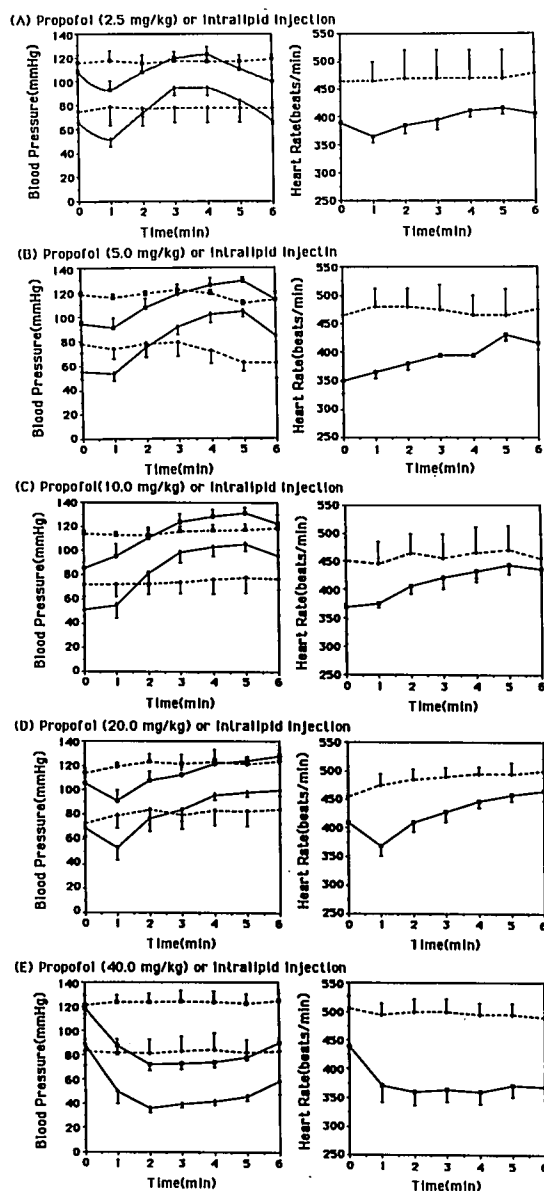 (A) Propofol (2.5 mg/kg) or Intralipid Injection
Blood Pressure(mmHg)
140
120
100
80
60
40
20
0
0 1 2 3 4 5 6
Time(min)
Heart Rate(beats/min)
550
500
450
400
350
300
250
0 1 2 3 4 5 6
Time(min)
(B) Propofol (5.0 mg/kg) or Intralipid Injectin
Blood Pressure(mmHg)
140
120
100
80
60
40
20
0
0 1 2 3 4 5 6
Time(min)
Heart Rate(beats/min)
550
500
450
400
350
300
250
0 1 2 3 4 5 6
Time(min)
(C) Propofol(10.0 mg/kg) or Intralipid Injection
Blood Pressure(mmHg)
140
120
100
80
60
40
20
0
0 1 2 3 4 5 6
Time(min)
Heart Rate(beats/min)
550
500
450
400
350
300
250
0 1 2 3 4 5 6
Time(min)
(D) Propofol (20.0 mg/kg) or Intralipid Injection
Blood Pressure(mmHg)
140
120
100
80
60
40
20
0
0 1 2 3 4 5 6
Time(min)
Heart Rate(beats/min)
550
500
450
400
350
300
250
0 1 2 3 4 5 6
Time(min)
(E) Propofol (40.0 mg/kg) or Intralipid Injection
Blood Pressure(mmHg)
140
120
100
80
60
40
20
0
0 1 2 3 4 5 6
Time(min)
Heart Rate(beats/min)
550
500
450
400
350
300
250
0 1 2 3 4 5 6
Time(min)